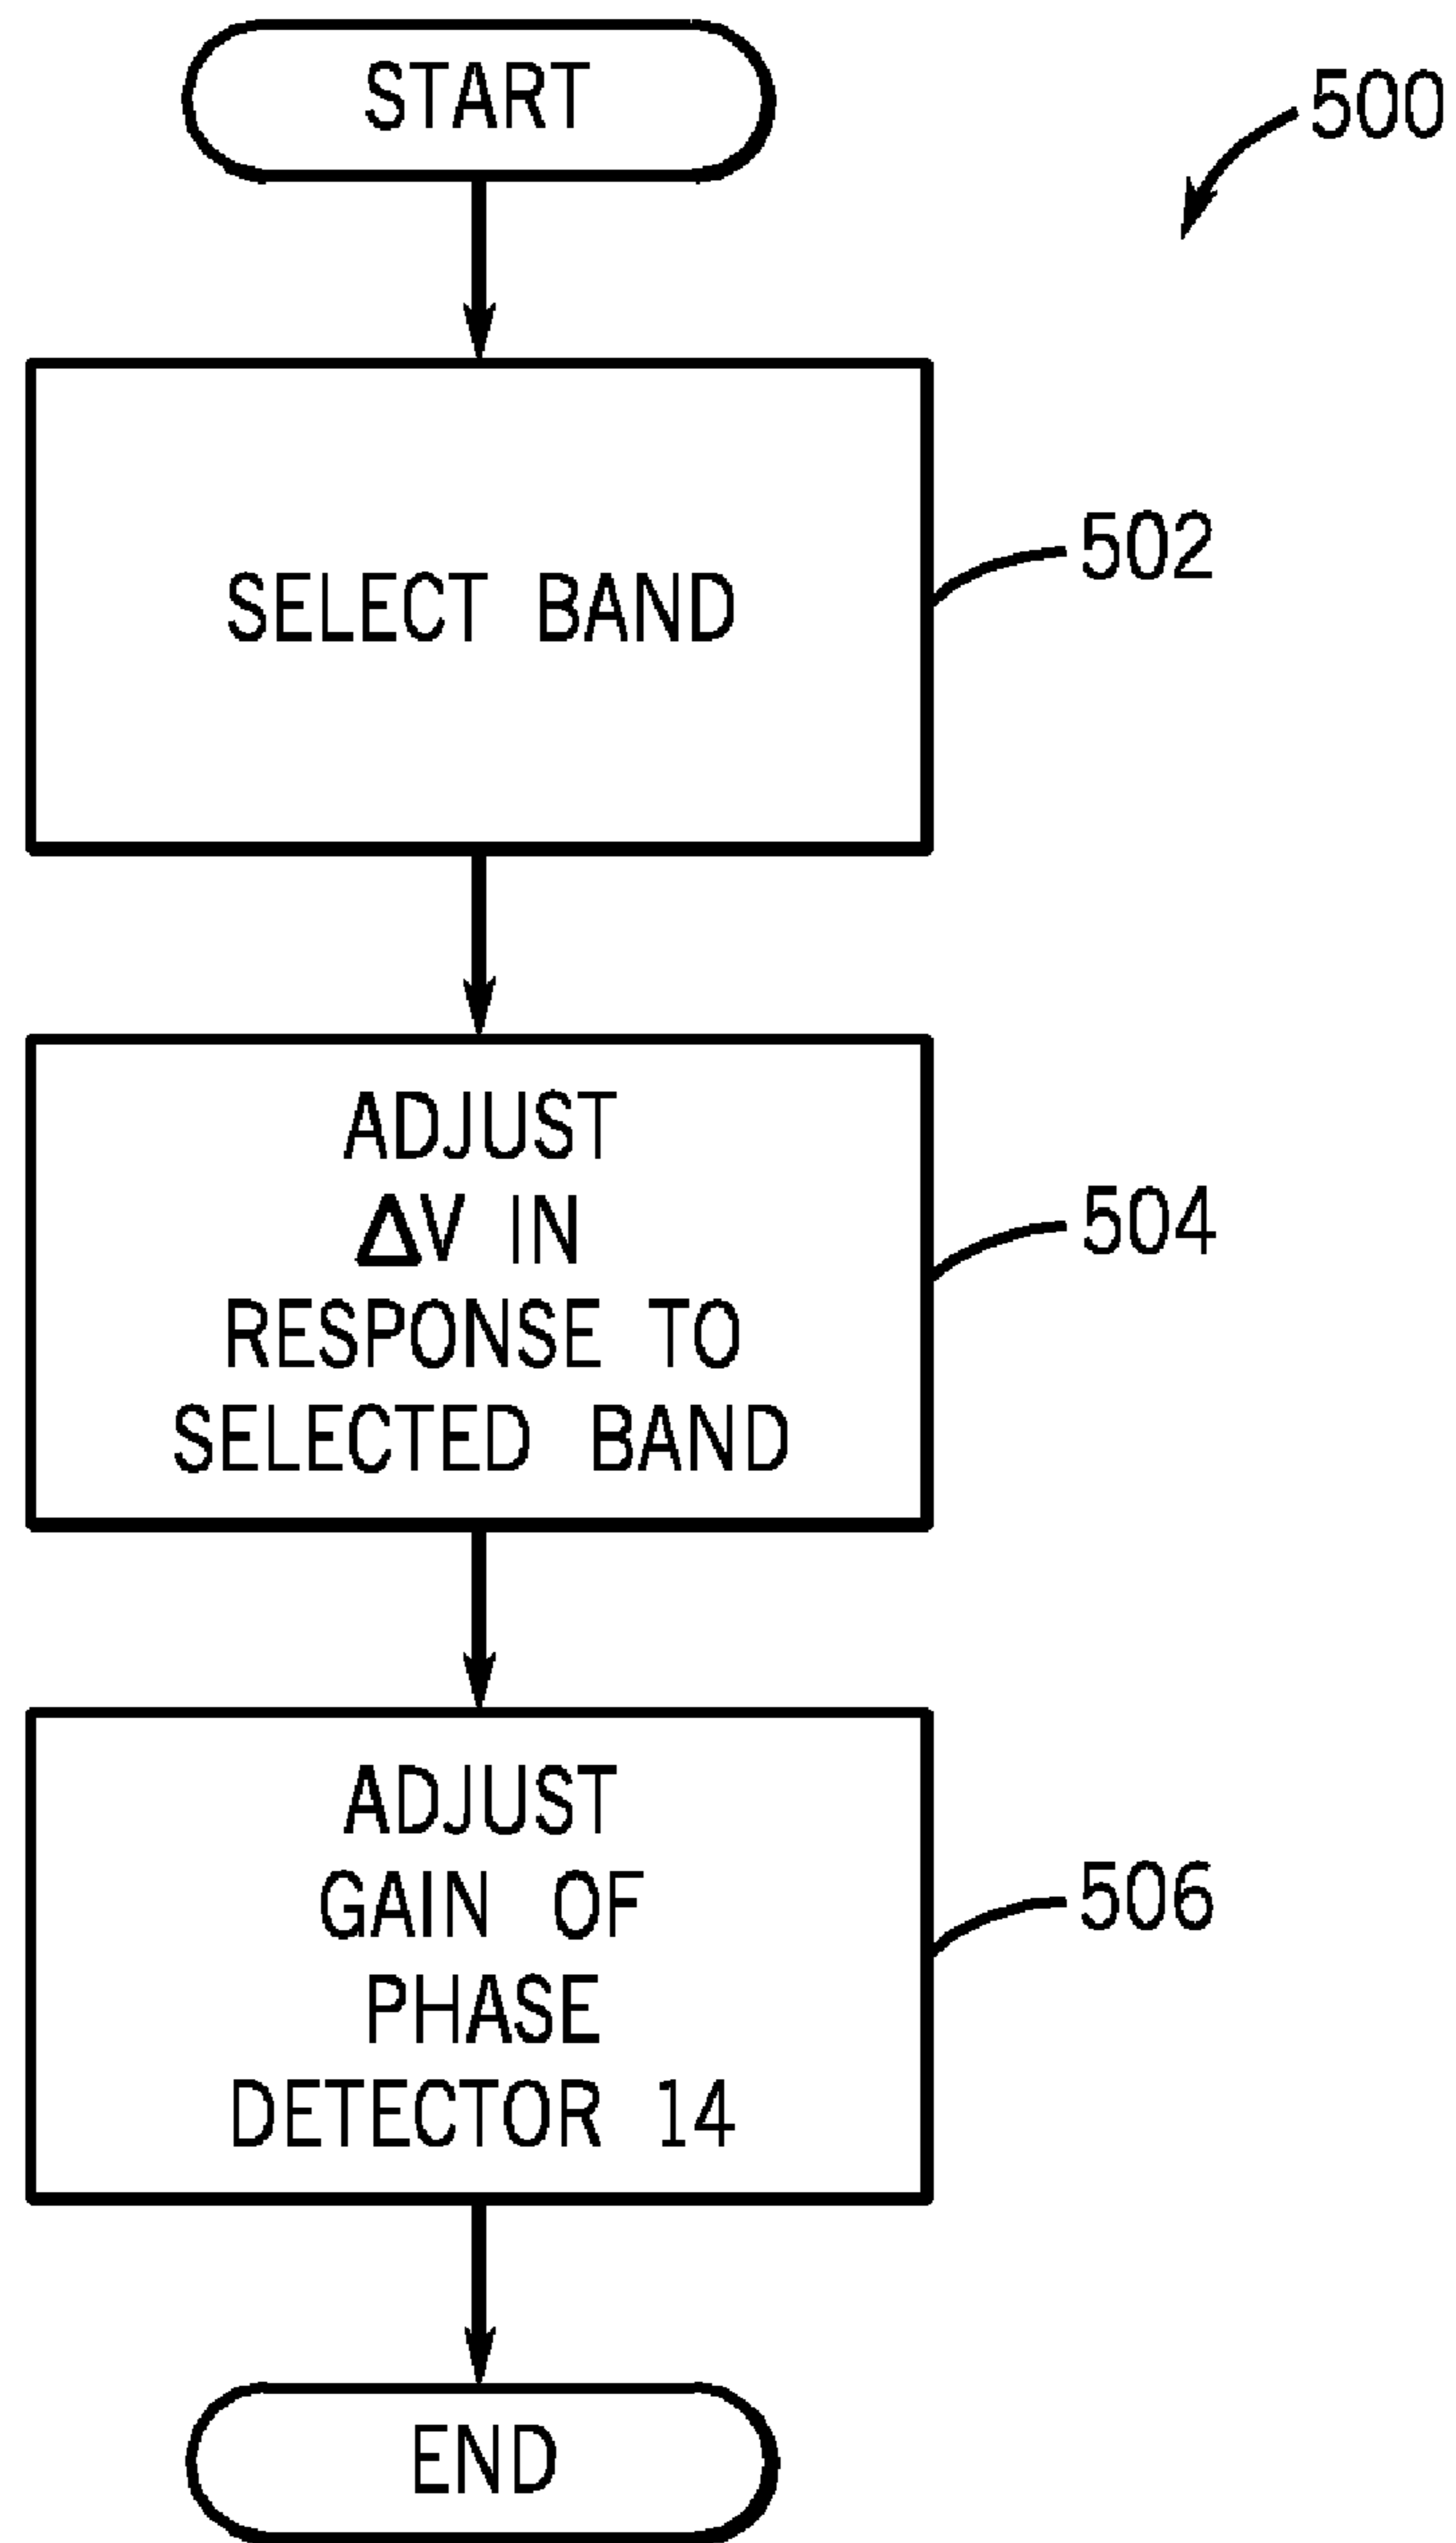 START
500
SELECT BAND
502
ADJUST
ΔV IN
RESPONSE TO
SELECTED BAND
504
ADJUST
GAIN OF
PHASE
DETECTOR 14
506
END